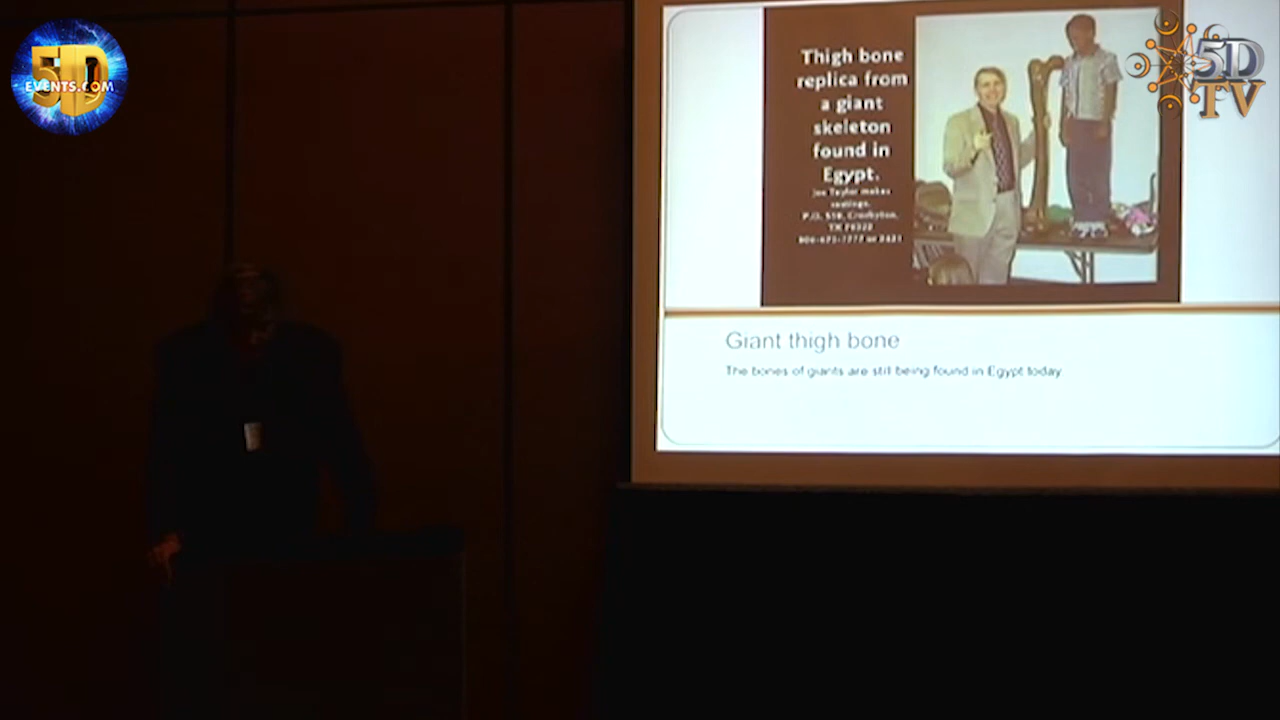 5D
EVENTS.COM
5D
TV
Thigh bone
replica from
a giant
skeleton
found in
Egypt.
Joe Taylor makes
castings.
P.O.
TX
Giant thigh bone
The bones of giants are still being found in Egypt today